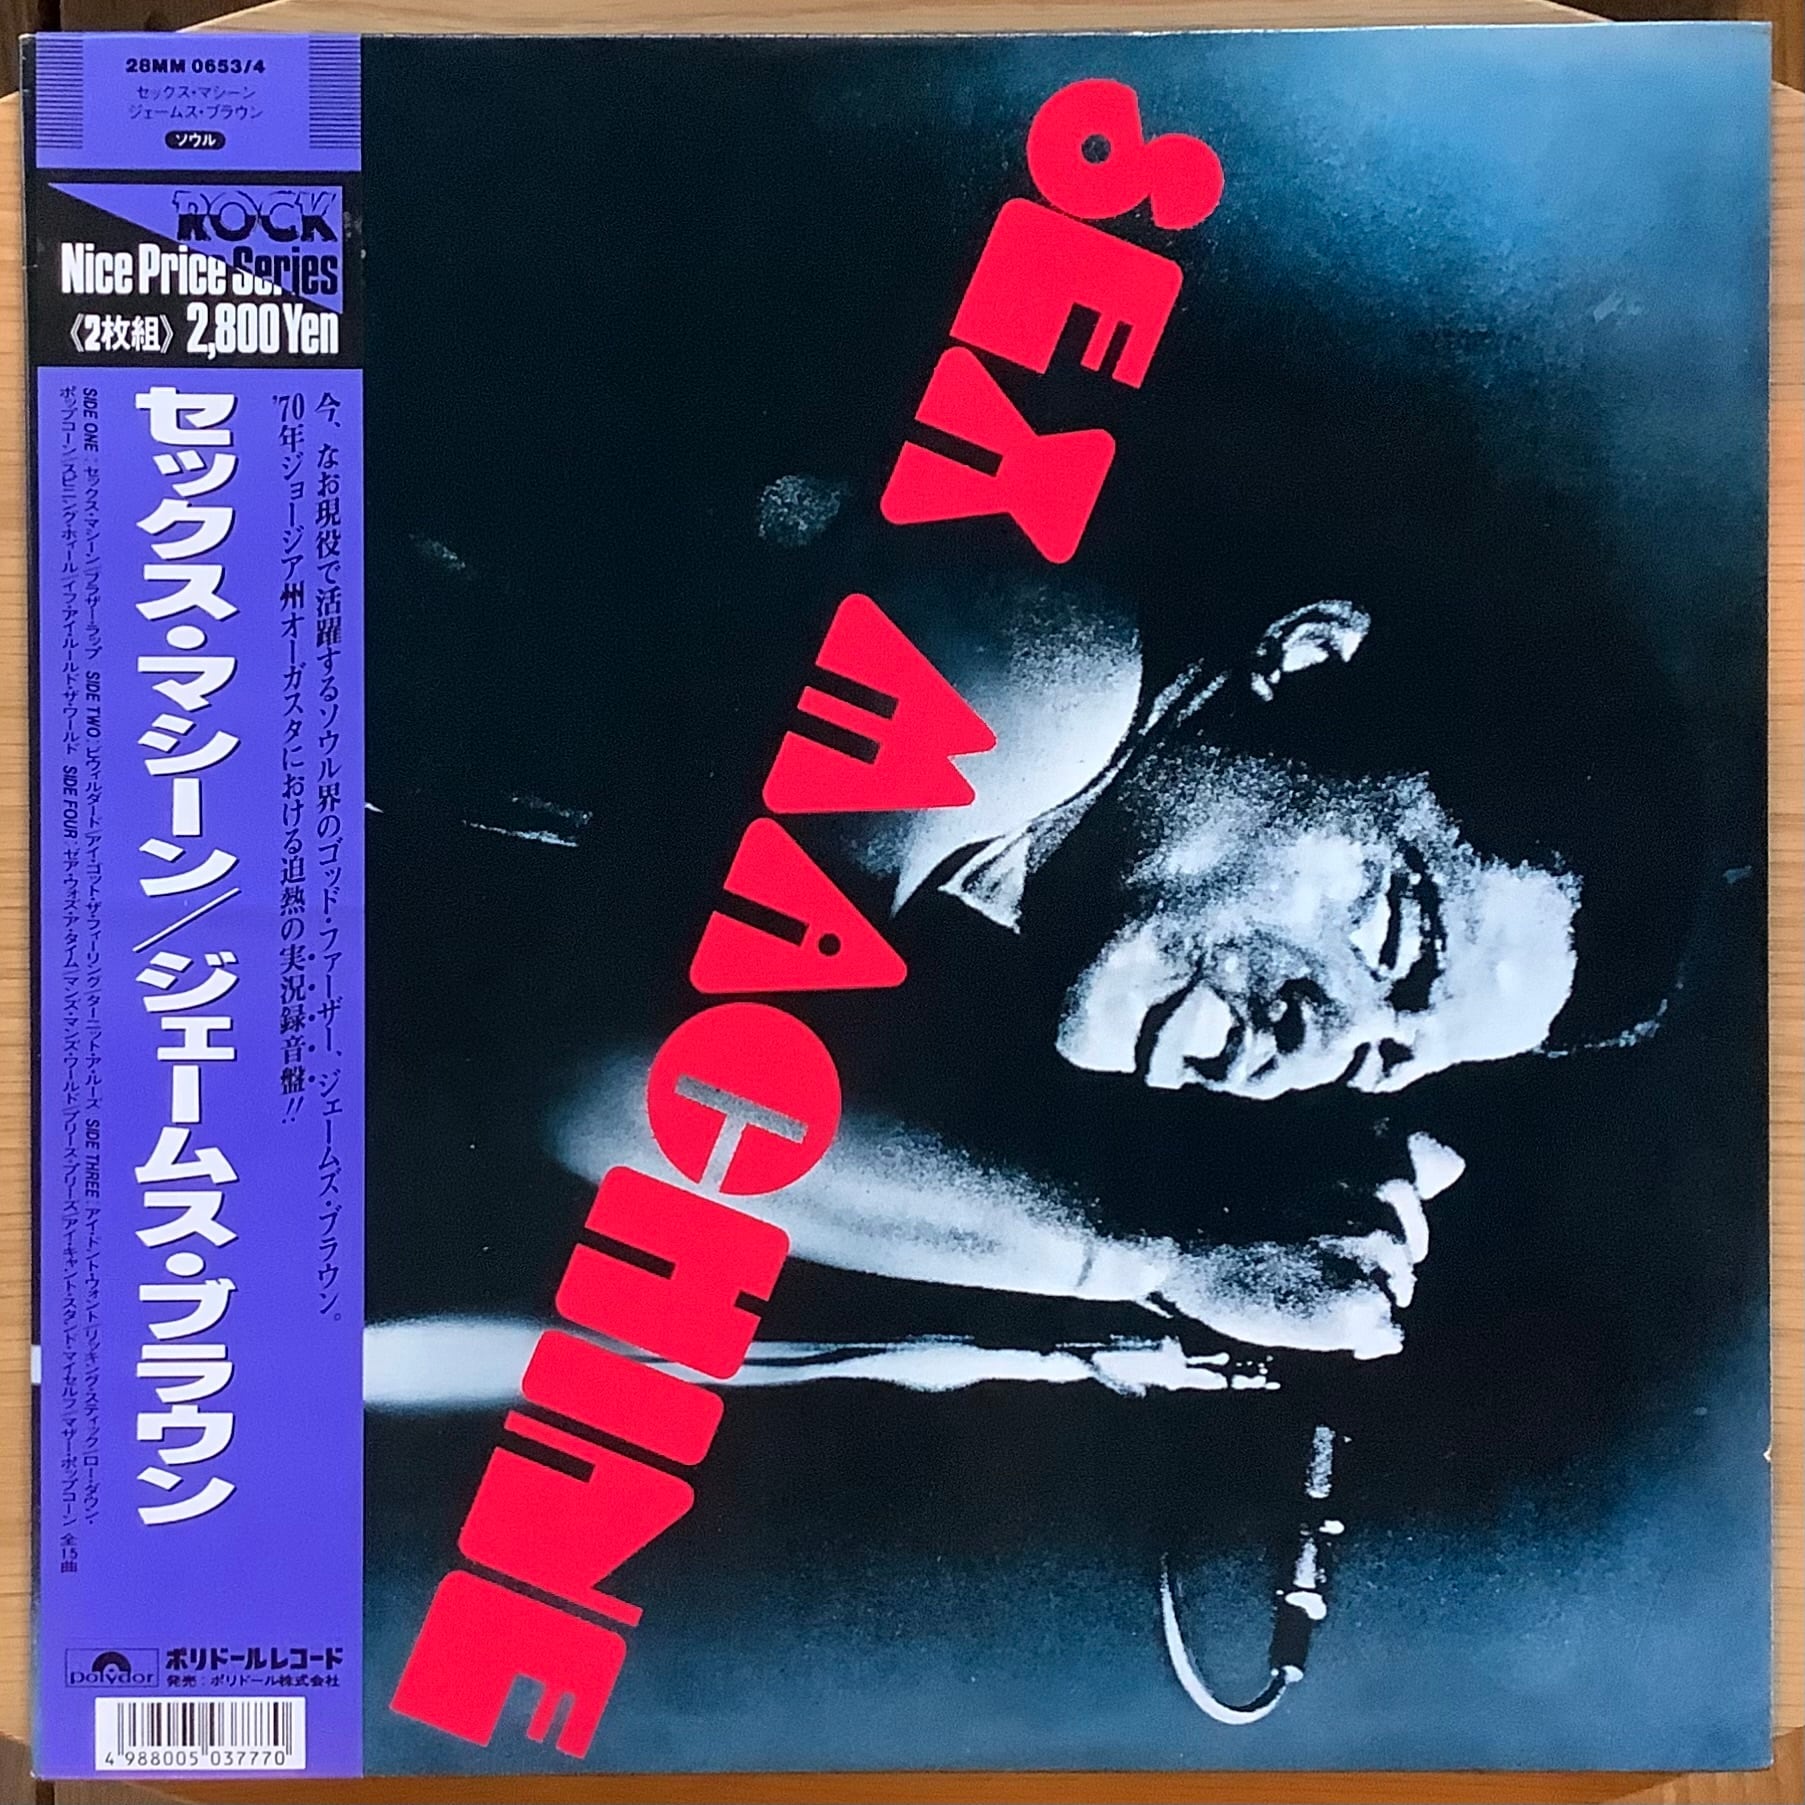 28MM 0653/4
セックス・マシーン
ジェームス・ブラウン
ソウル
ROCK
Nice Price Series
《2枚組》 2,800Yen
今、なお現役で活躍するソウル界のゴッド・ファーザー、ジェームズ・ブラウン。
'70年ジョージア州オーガスタにおける迫熱の実況録音盤!!
セックス・マシーン/ジェームス・ブラウン
SIDE ONE:セックス・マシーン/ブラザー・ラップ SIDE TWO:ビウィルダード/アイ・ゴット・ザ・フィーリング/ターニット・ア・ルーズ SIDE THREE:アイ・ドント・ウォント/リッキング・スティック/ロー・ダウン・
ポップコーン/スピニング・ホィール/イフ・アイ・ルールド・ザ・ワールド SIDE FOUR:ゼア・ウォズ・ア・タイム/マンズ・マンズ・ワールド/プリーズ・プリーズ/アイ・キャント・スタンド・マイセルフ/マザー・ポップコーン 全15曲
polydor ポリドールレコード
発売:ポリドール株式会社
4 988005 037770
SEX MACHINE